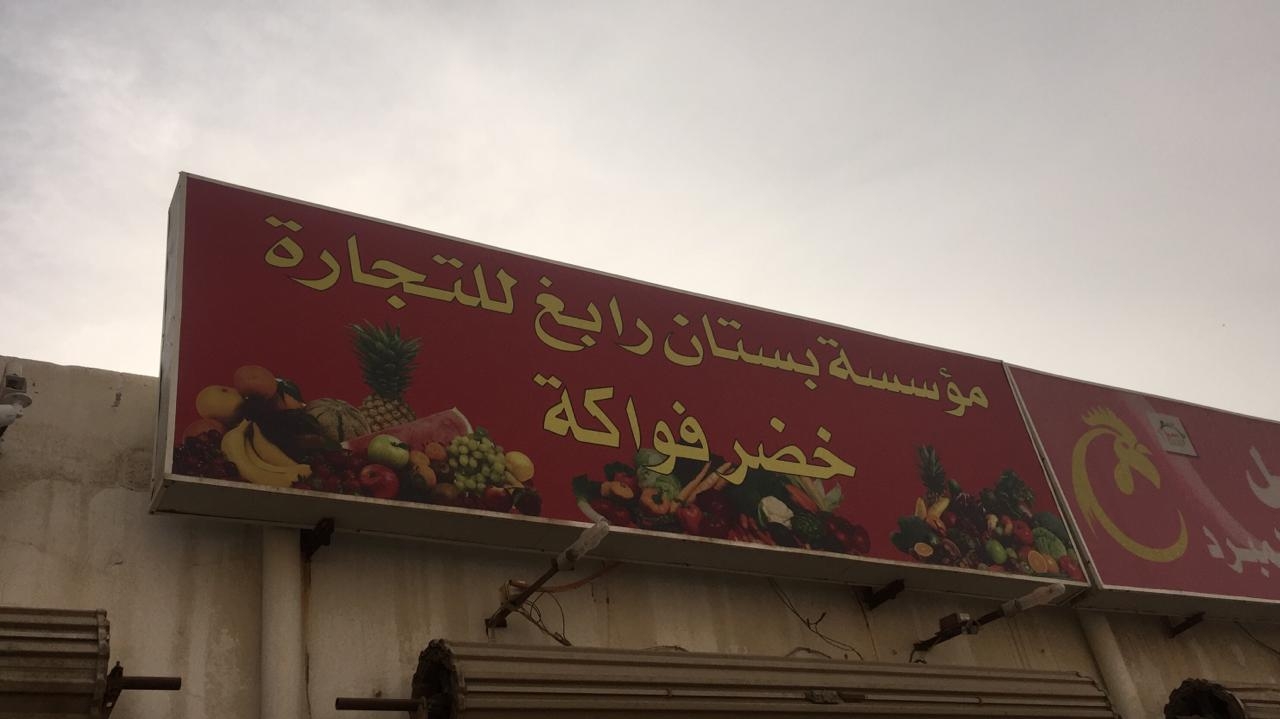 مؤسسة بستان رابغ للتجارة
خضر فواكة